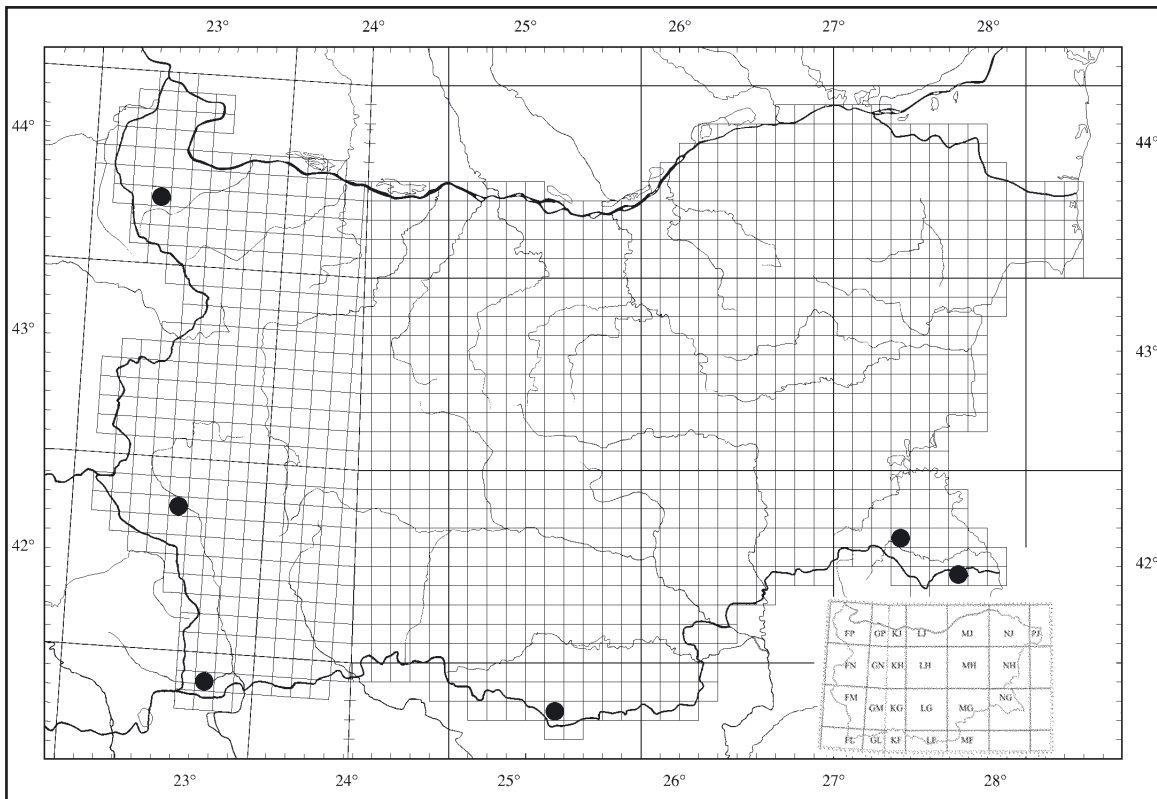 23° 24° 25° 26° 27° 28°
44° 44°
43° 43°
42° 42°
FP GP KJ LJ MJ NJ PJ
FN GN KH LH MH NH
FM GM KG LG MG NG
FL GL KF LF MF
23° 24° 25° 26° 27° 28°